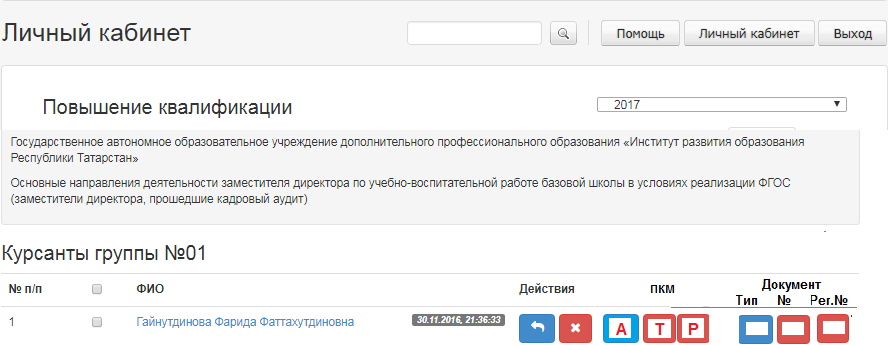 Личный кабинет
Помощь Личный кабинет Выход
Повышение квалификации
2017
Государственное автономное образовательное учреждение дополнительного профессионального образования «Институт развития образования
Республики Татарстан»
Основные направления деятельности заместителя директора по учебно-воспитательной работе базовой школы в условиях реализации ФГОС
(заместители директора, прошедшие кадровый аудит)
Курсанты группы №01
№ п/п ФИО Действия ПКМ Документ
Тип № Рег.№
1 Гайнутдинова Фарида Фаттахутдиновна 30.11.2016, 21:36:33 А Т Р